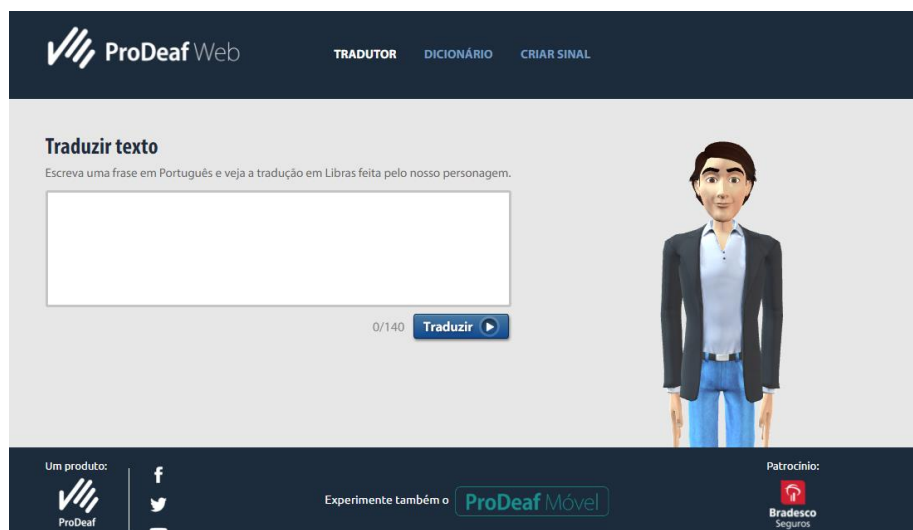 ProDeaf Web
TRADUTOR DICIONÁRIO CRIAR SINAL
Traduzir texto
Escreva uma frase em Português e veja a tradução em Libras feita pelo nosso personagem.
0/140 Traduzir
Um produto:
ProDeaf
Experimente também o ProDeaf Móvel
Patrocínio:
Bradesco
Seguros